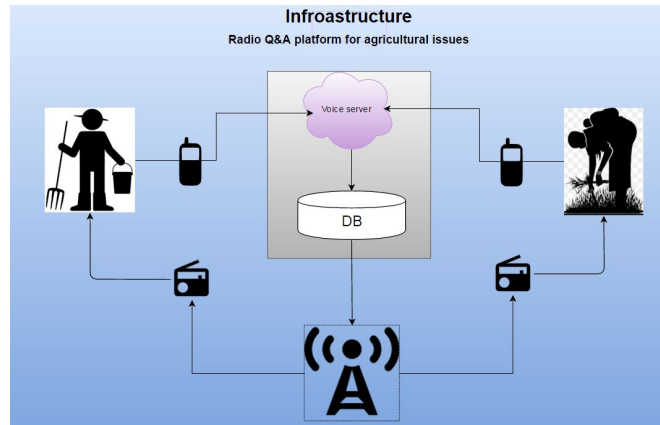 Infroastructure
Radio Q&A platform for agricultural issues
Voice server
DB